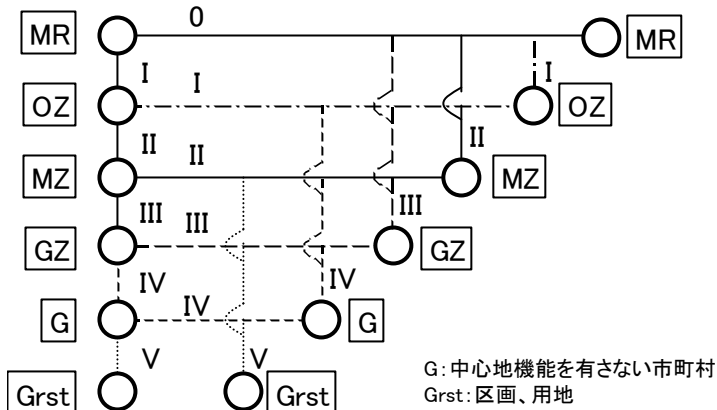 0
MR MR
I I I
OZ OZ
II II II
MZ MZ
III III III
GZ GZ
IV IV IV
G G
V V
Grst Grst
G:中心地機能を有さない市町村
Grst:区画、用地